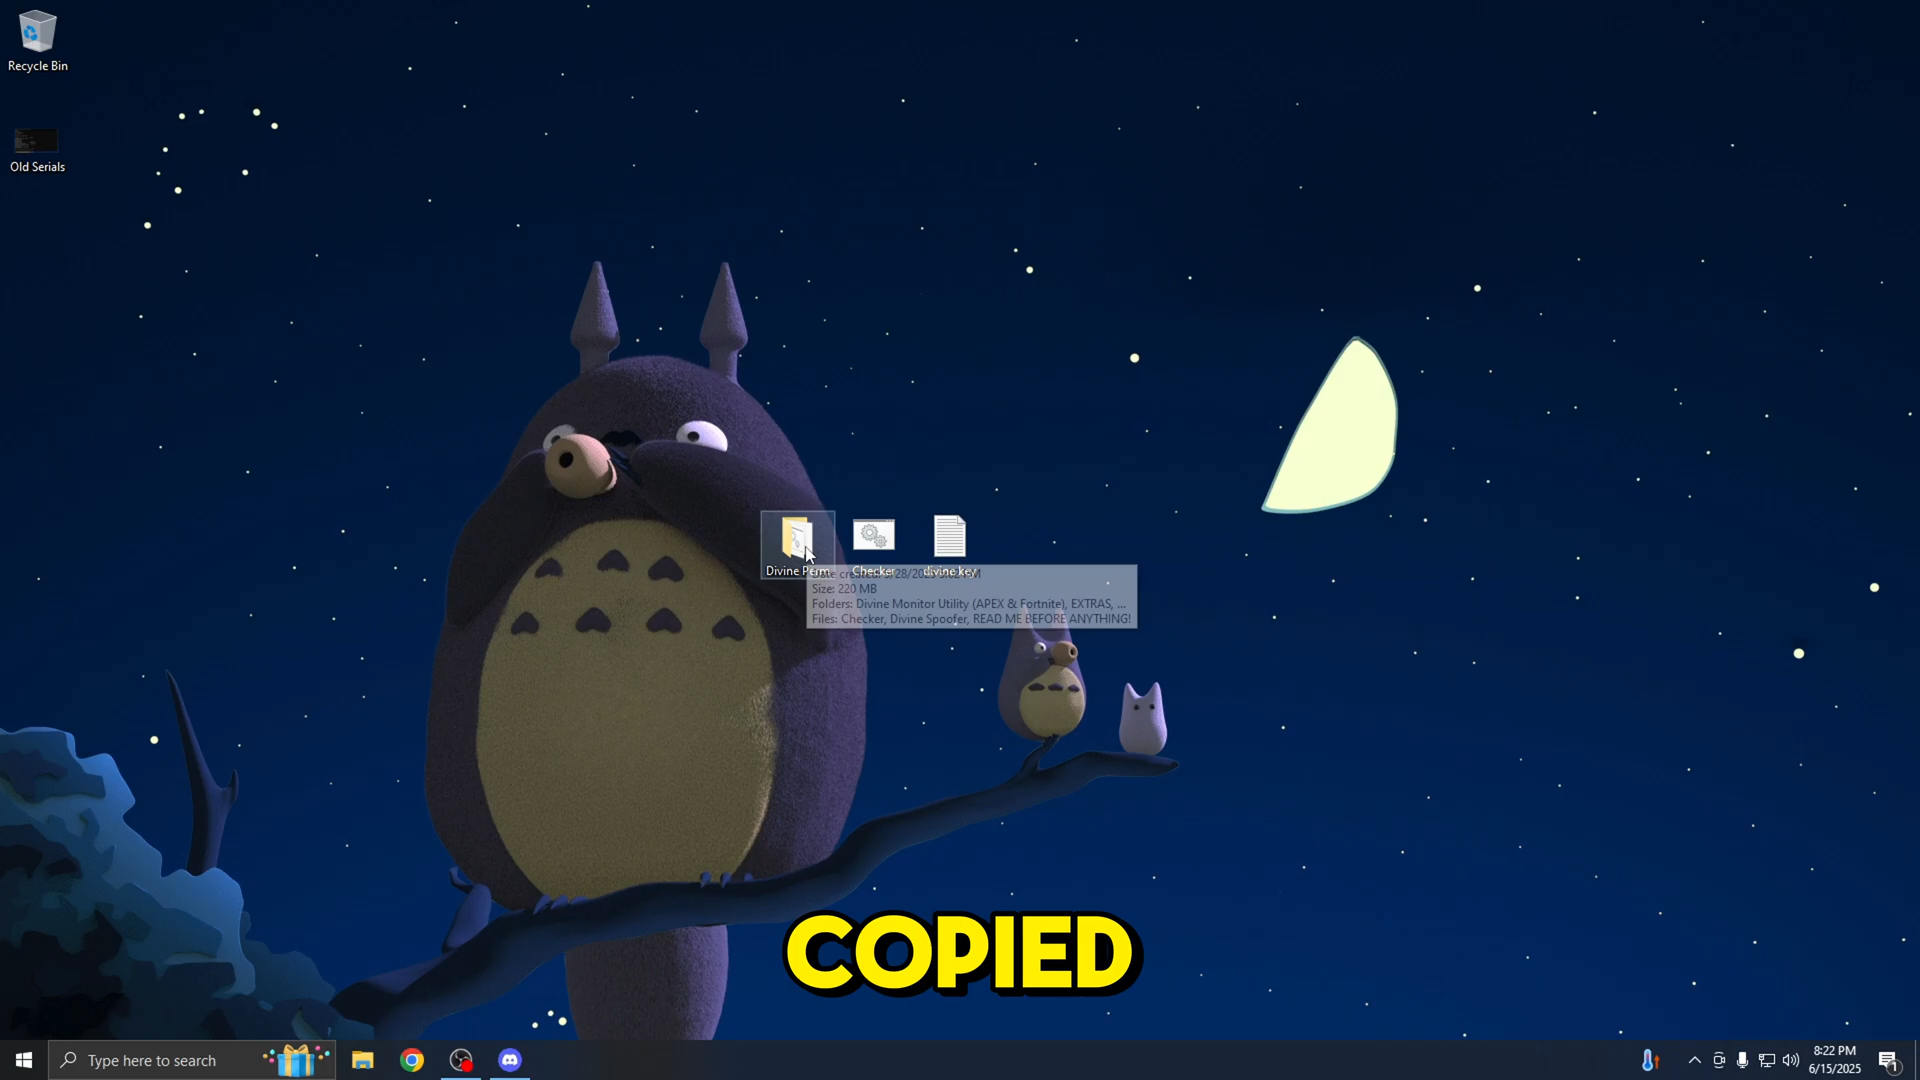 Recycle Bin
Old Serials
Divine Perm
Checker
divine key
Size: 220 MB
Folders: Divine Monitor Utility (APEX & Fortnite), EXTRAS, ...
Files: Checker, Divine Spoofer, READ ME BEFORE ANYTHING!
COPIED
Type here to search
8:22 PM
6/15/2025
1